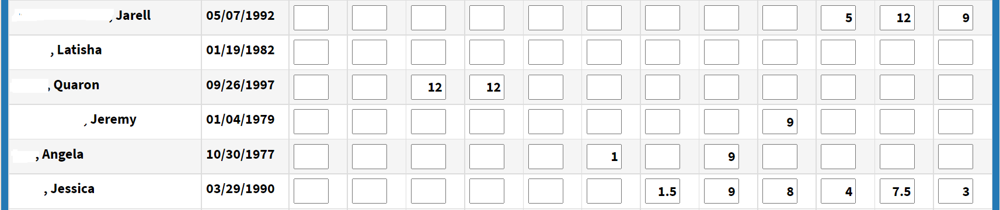 , Jarell 05/07/1992 5 12 9
, Latisha 01/19/1982
, Quaron 09/26/1997 12 12
, Jeremy 01/04/1979 9
, Angela 10/30/1977 1 9
, Jessica 03/29/1990 1.5 9 8 4 7.5 3